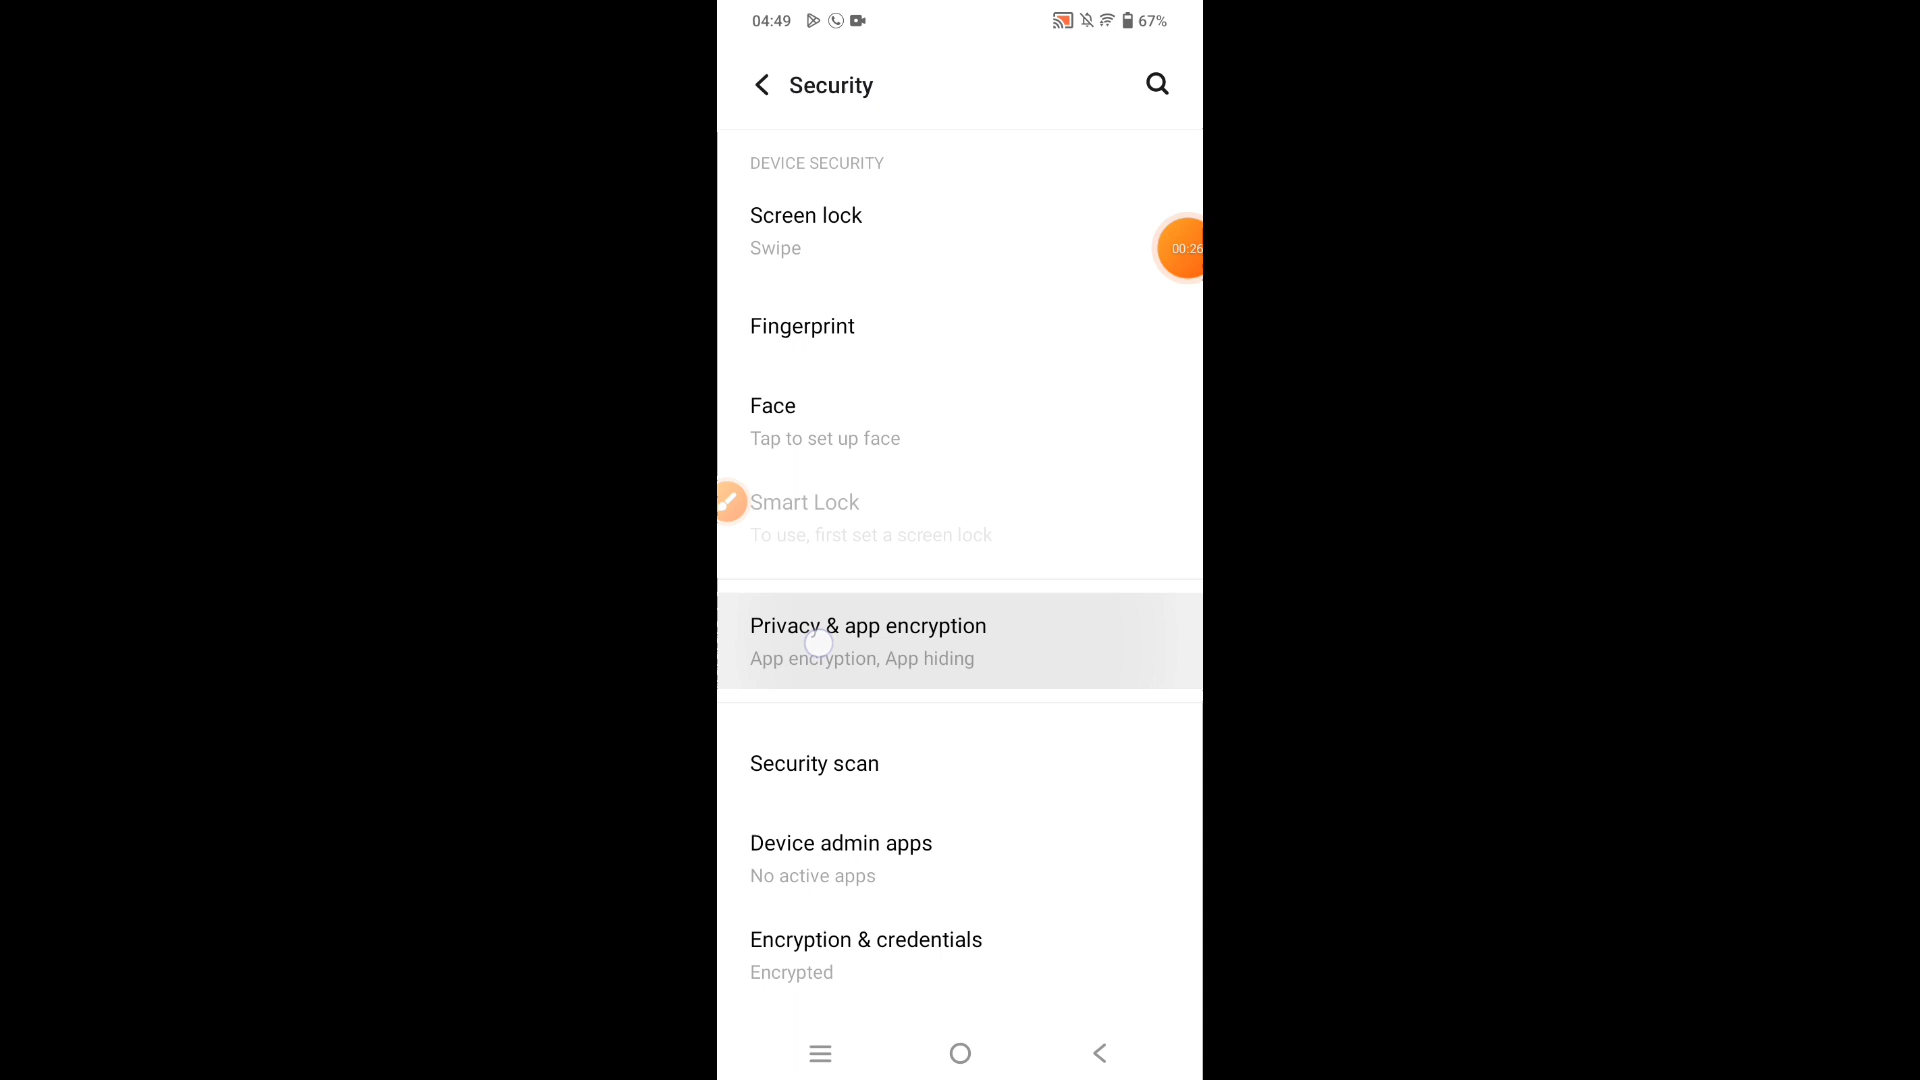 04:49
67%
Security
DEVICE SECURITY
Screen lock
Swipe
00:26
Fingerprint
Face
Tap to set up face
Smart Lock
To use, first set a screen lock
Privacy & app encryption
App encryption, App hiding
Security scan
Device admin apps
No active apps
Encryption & credentials
Encrypted